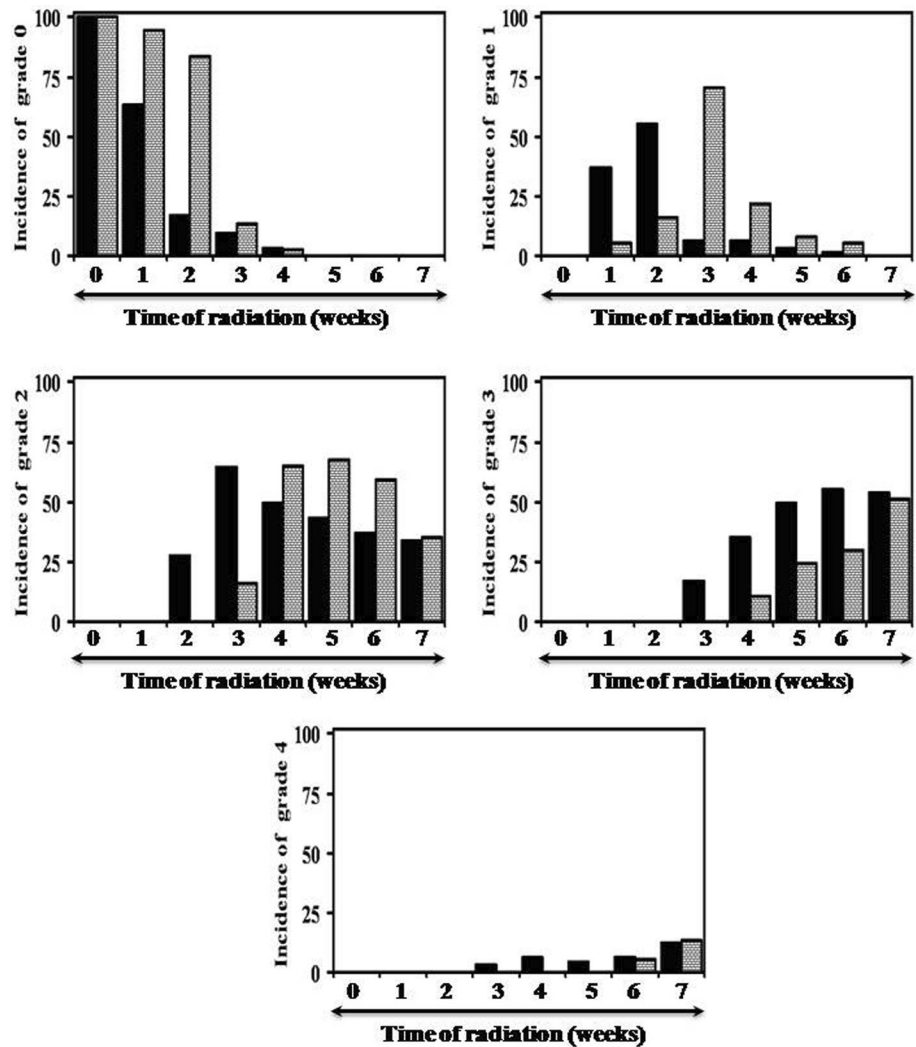 Incidence of grade 0
100
75
50
25
0
0 1 2 3 4 5 6 7
Time of radiation (weeks)
Incidence of grade 1
100
75
50
25
0
0 1 2 3 4 5 6 7
Time of radiation (weeks)
Incidence of grade 2
100
75
50
25
0
0 1 2 3 4 5 6 7
Time of radiation (weeks)
Incidence of grade 3
100
75
50
25
0
0 1 2 3 4 5 6 7
Time of radiation (weeks)
Incidence of grade 4
100
75
50
25
0
0 1 2 3 4 5 6 7
Time of radiation (weeks)